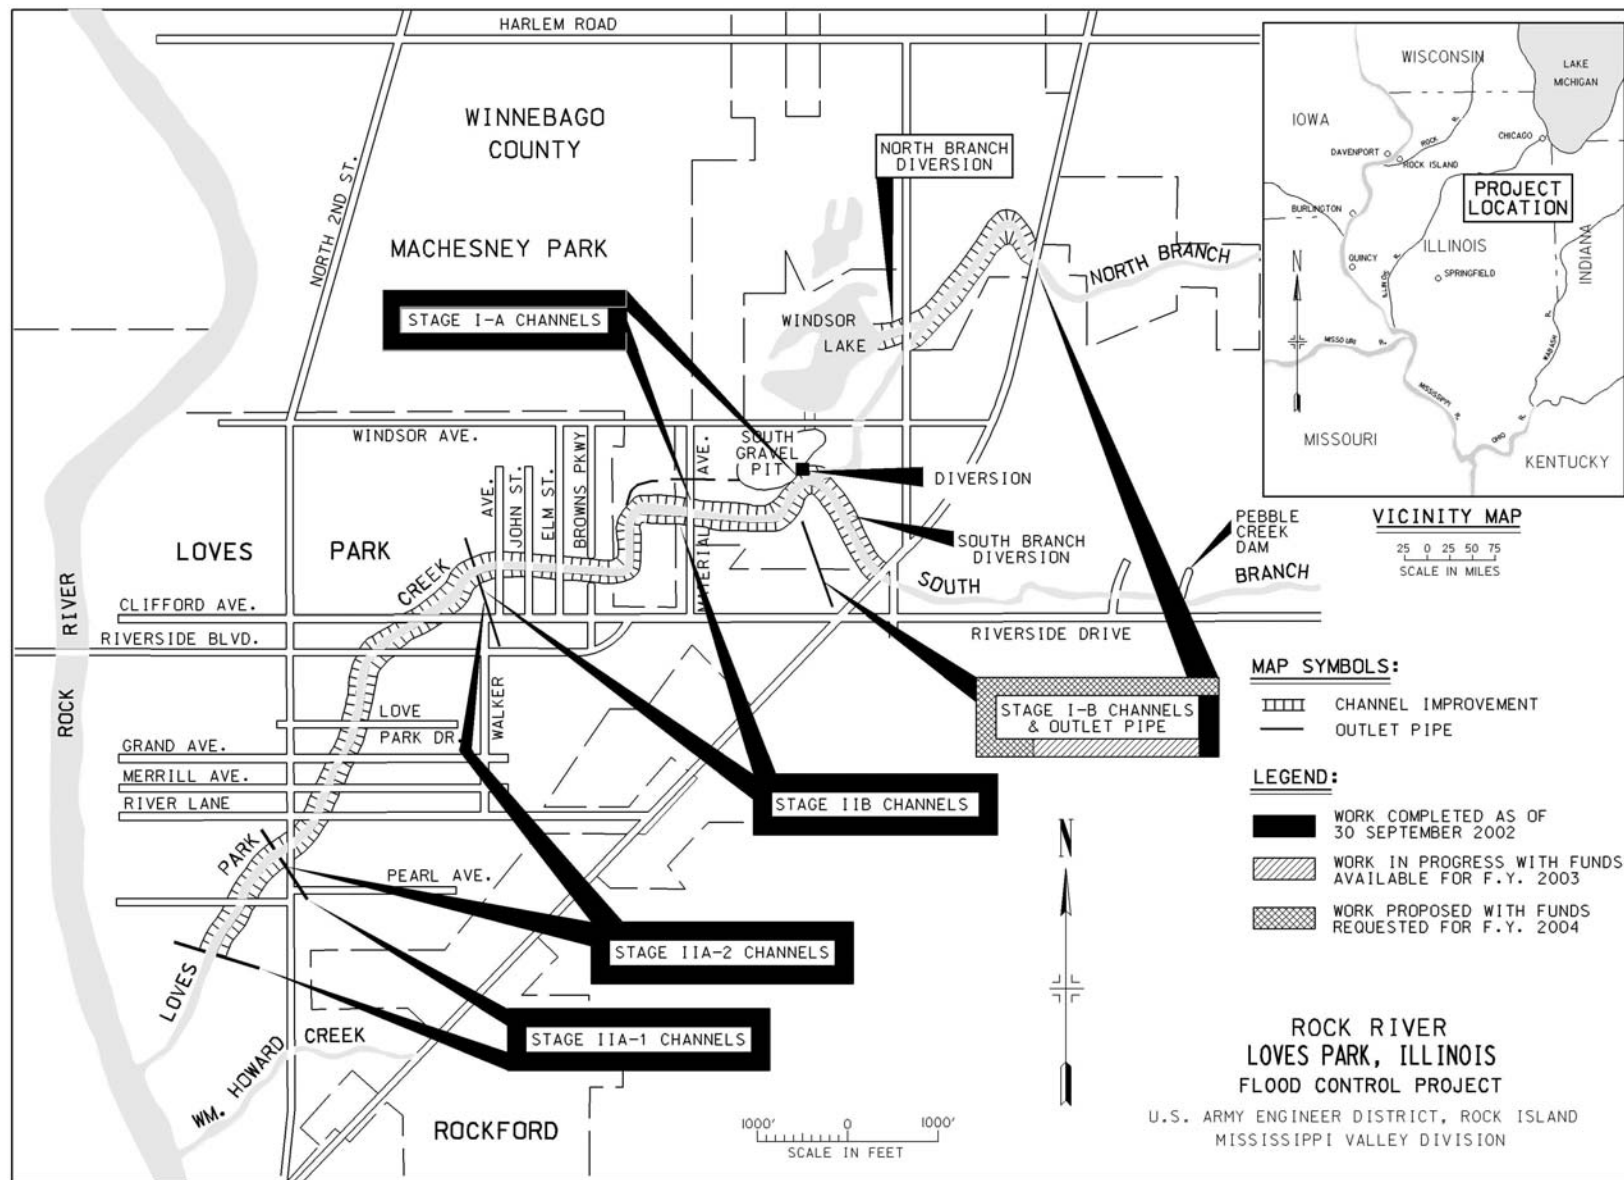 HARLEM ROAD
WINNEBAGO
COUNTY
NORTH 2ND ST.
MACHESNEY PARK
NORTH BRANCH
DIVERSION
NORTH BRANCH
STAGE I-A CHANNELS
WINDSOR
LAKE
WINDSOR AVE.
SOUTH
GRAVEL
PIT
DIVERSION
AVE.
JOHN ST.
ELM ST.
BROWNS PKWY
MATERIAL AVE.
SOUTH BRANCH
DIVERSION
PEBBLE
CREEK
DAM
SOUTH
BRANCH
LOVES
PARK
CREEK
CLIFFORD AVE.
RIVERSIDE BLVD.
RIVERSIDE DRIVE
ROCK
RIVER
LOVE
PARK DR.
WALKER
GRAND AVE.
MERRILL AVE.
RIVER LANE
PARK
PEARL AVE.
LOVES
WM. HOWARD
CREEK
STAGE I-B CHANNELS
& OUTLET PIPE
STAGE IIB CHANNELS
STAGE IIA-2 CHANNELS
STAGE IIA-1 CHANNELS
ROCKFORD
1000' 0 1000'
SCALE IN FEET
N
WISCONSIN
LAKE
MICHIGAN
IOWA
ROCK R.
CHICAGO
DAVENPORT
ROCK ISLAND
PROJECT
LOCATION
BURLINGTON
ILLINOIS
INDIANA
QUINCY
SPRINGFIELD
N
ILLINOIS R.
MISSOURI R.
WABASH R.
MISSISSIPPI R.
OHIO R.
MISSOURI
KENTUCKY
VICINITY MAP
25 0 25 50 75
SCALE IN MILES
MAP SYMBOLS:
CHANNEL IMPROVEMENT
OUTLET PIPE
LEGEND:
WORK COMPLETED AS OF
30 SEPTEMBER 2002
WORK IN PROGRESS WITH FUNDS
AVAILABLE FOR F.Y. 2003
WORK PROPOSED WITH FUNDS
REQUESTED FOR F.Y. 2004
ROCK RIVER
LOVES PARK, ILLINOIS
FLOOD CONTROL PROJECT
U.S. ARMY ENGINEER DISTRICT, ROCK ISLAND
MISSISSIPPI VALLEY DIVISION